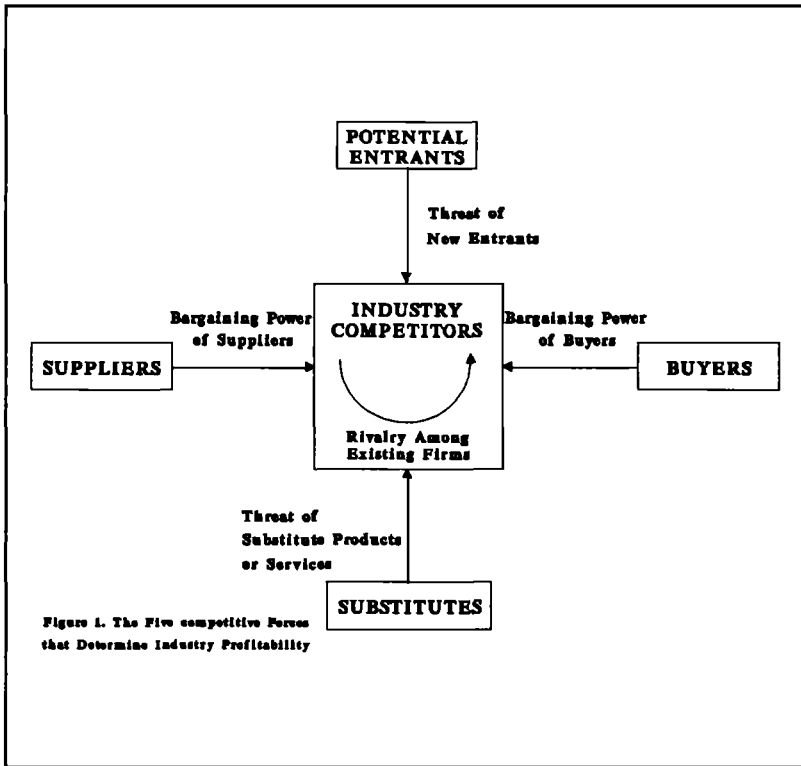 POTENTIAL
ENTRANTS
Threat of
New Entrants
INDUSTRY
COMPETITORS
Bargaining Power
of Suppliers
Bargaining Power
of Buyers
SUPPLIERS
BUYERS
Rivalry Among
Existing Firms
Threat of
Substitute Products
or Services
SUBSTITUTES
Figure 1. The Five competitive Forces
that Determine Industry Profitability